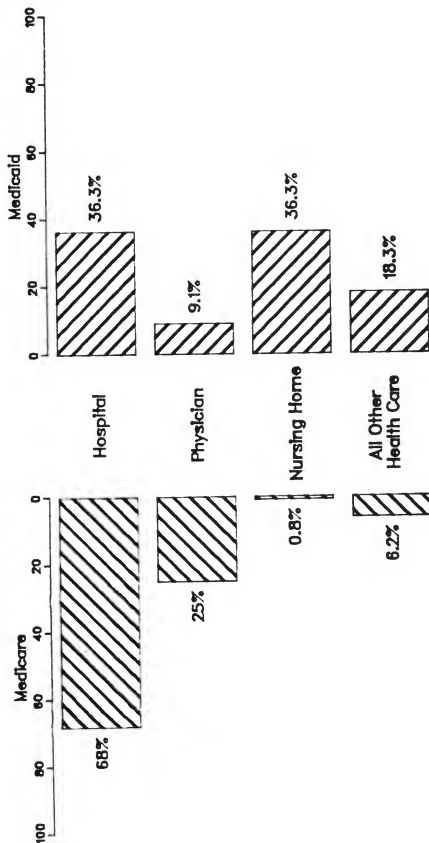 Medicare Medicaid
100 80 60 40 20 0 0 20 40 60 80 100
68% Hospital 36.3%
25% Physician 9.1%
0.8% Nursing Home 36.3%
6.2% All Other
Health Care 18.3%